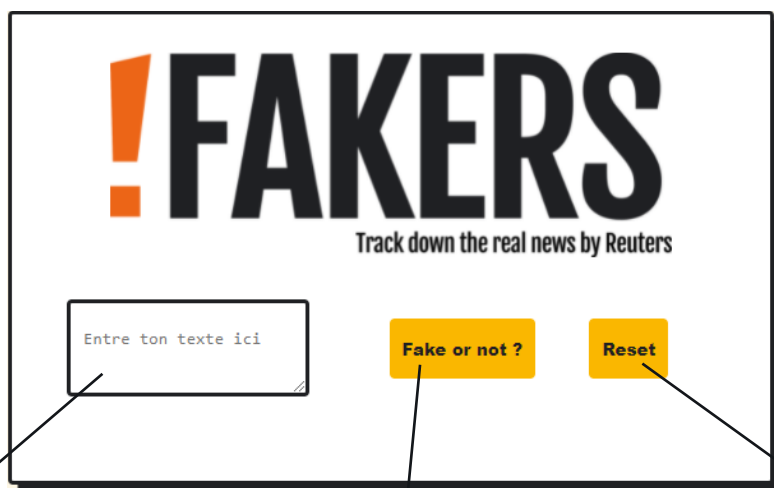 !FAKERS
Track down the real news by Reuters
Entre ton texte ici
Fake or not ?
Reset